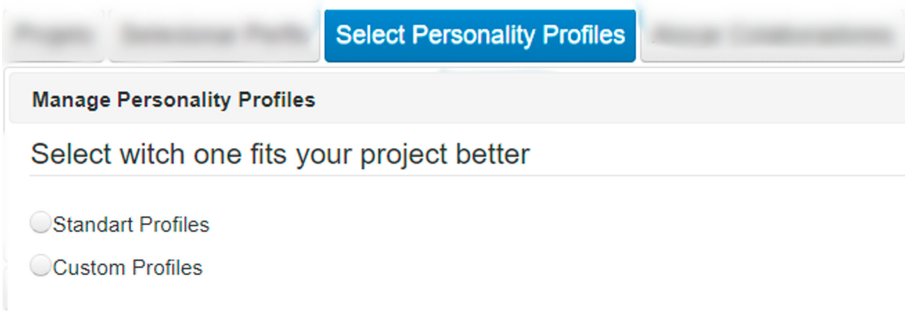 Select Personality Profiles
Manage Personality Profiles
Select witch one fits your project better
Standart Profiles
Custom Profiles